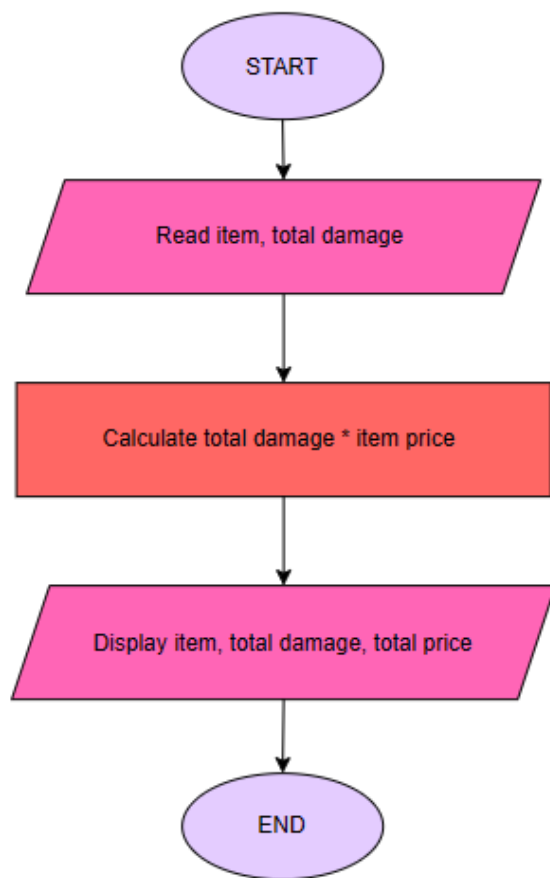 START
Read item, total damage
Calculate total damage * item price
Display item, total damage, total price
END